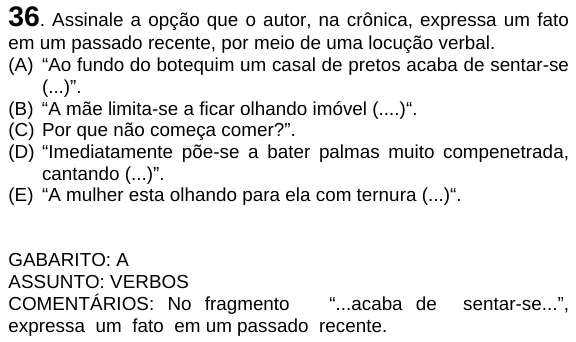 36. Assinale a opção que o autor, na crônica, expressa um fato
em um passado recente, por meio de uma locução verbal.
(A) “Ao fundo do botequim um casal de pretos acaba de sentar-se
(...)”.
(B) “A mãe limita-se a ficar olhando imóvel (....)“.
(C) Por que não começa comer?”.
(D) “Imediatamente põe-se a bater palmas muito compenetrada,
cantando (...)”.
(E) “A mulher esta olhando para ela com ternura (...)“.
GABARITO: A
ASSUNTO: VERBOS
COMENTÁRIOS: No fragmento “...acaba de sentar-se...”,
expressa um fato em um passado recente.